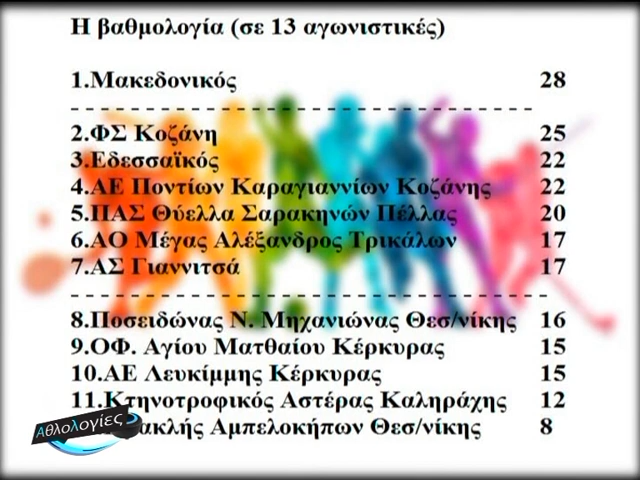 Η βαθμολογία (σε 13 αγωνιστικές)
1.Μακεδονικός 28
2.ΦΣ Κοζάνη 25
3.Εδεσσαϊκός 22
4.ΑΕ Ποντίων Καραγιαννίων Κοζάνης 22
5.ΠΑΣ Θύελλα Σαρακηνών Πέλλας 20
6.ΑΟ Μέγας Αλέξανδρος Τρικάλων 17
7.ΑΣ Γιαννιτσά 17
8.Ποσειδώνας Ν. Μηχανιώνας Θεσ/νίκης 16
9.ΟΦ. Αγίου Ματθαίου Κέρκυρας 15
10.ΑΕ Λευκίμμης Κέρκυρας 15
11.Κτηνοτροφικός Αστέρας Καληράχης 12
Αμπελοκήπων Θεσ/νίκης 8
Αθλολογίες